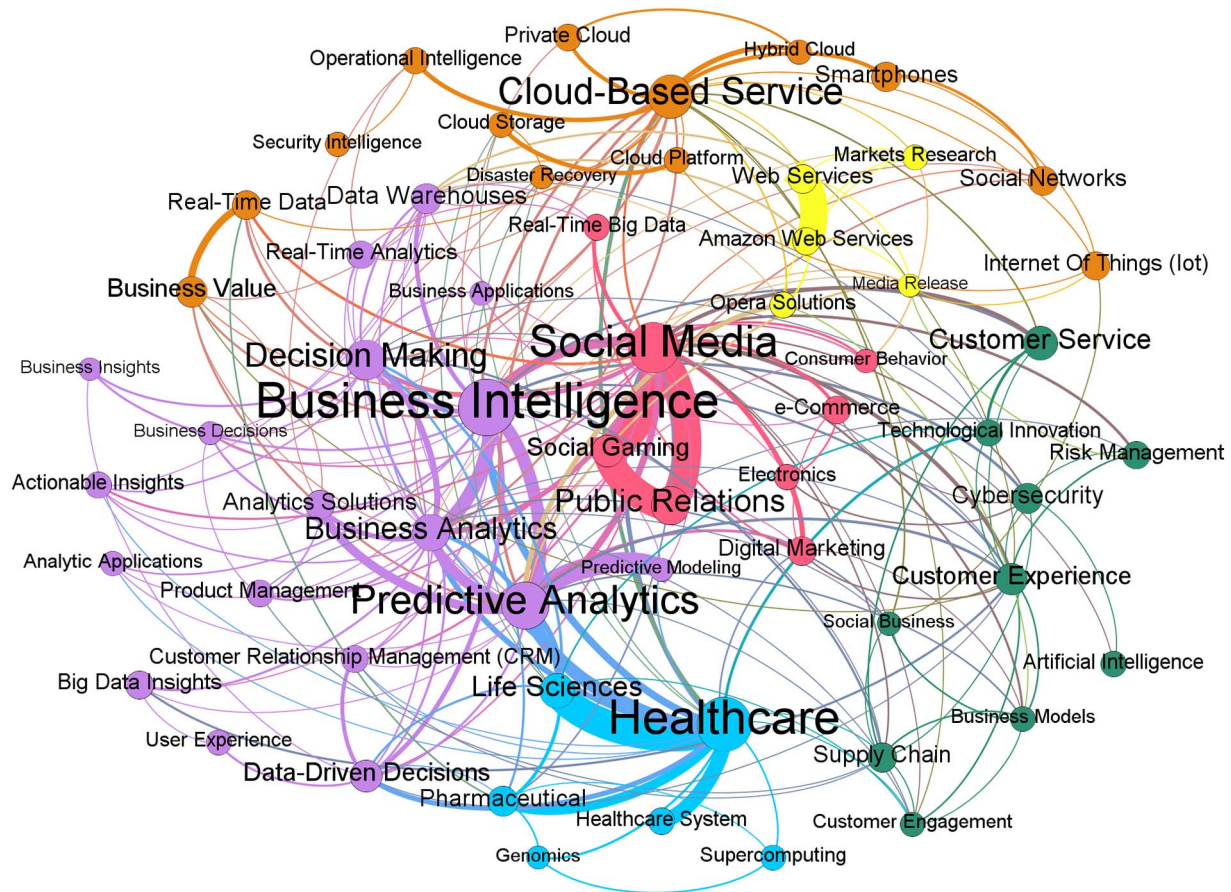 Private Cloud
Operational Intelligence
Hybrid Cloud
Smartphones
Cloud-Based Service
Cloud Storage
Security Intelligence
Cloud Platform
Markets Research
Disaster Recovery
Web Services
Social Networks
Data Warehouses
Real-Time Data
Real-Time Big Data
Amazon Web Services
Real-Time Analytics
Internet Of Things (Iot)
Business Value
Business Applications
Media Release
Opera Solutions
Social Media
Customer Service
Decision Making
Consumer Behavior
Business Insights
Business Intelligence
e-Commerce
Business Decisions
Technological Innovation
Social Gaming
Risk Management
Electronics
Actionable Insights
Cybersecurity
Analytics Solutions
Public Relations
Business Analytics
Digital Marketing
Analytic Applications
Predictive Modeling
Customer Experience
Product Management
Predictive Analytics
Social Business
Customer Relationship Management (CRM)
Artificial Intelligence
Big Data Insights
Life Sciences
Healthcare
Business Models
User Experience
Supply Chain
Data-Driven Decisions
Pharmaceutical
Healthcare System
Customer Engagement
Genomics
Supercomputing